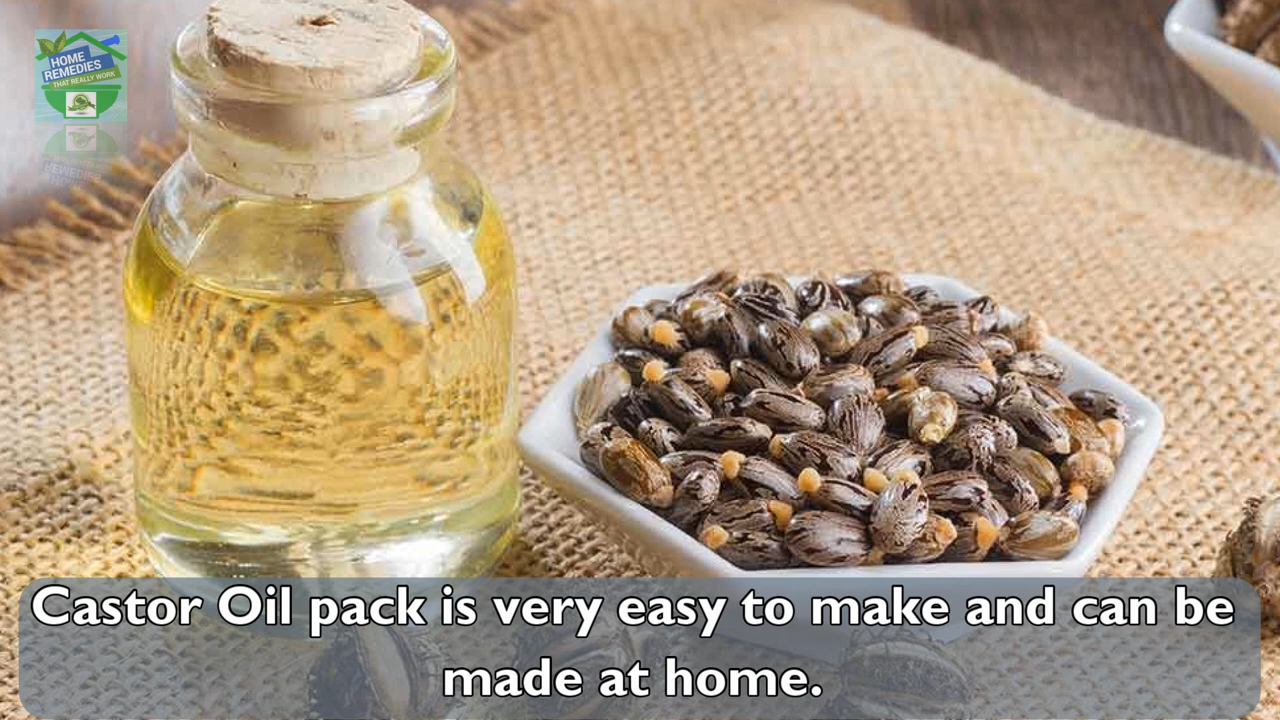 HOME
REMEDIES
THAT REALLY WORK
REMEDIES
Castor Oil pack is very easy to make and can be
made at home.